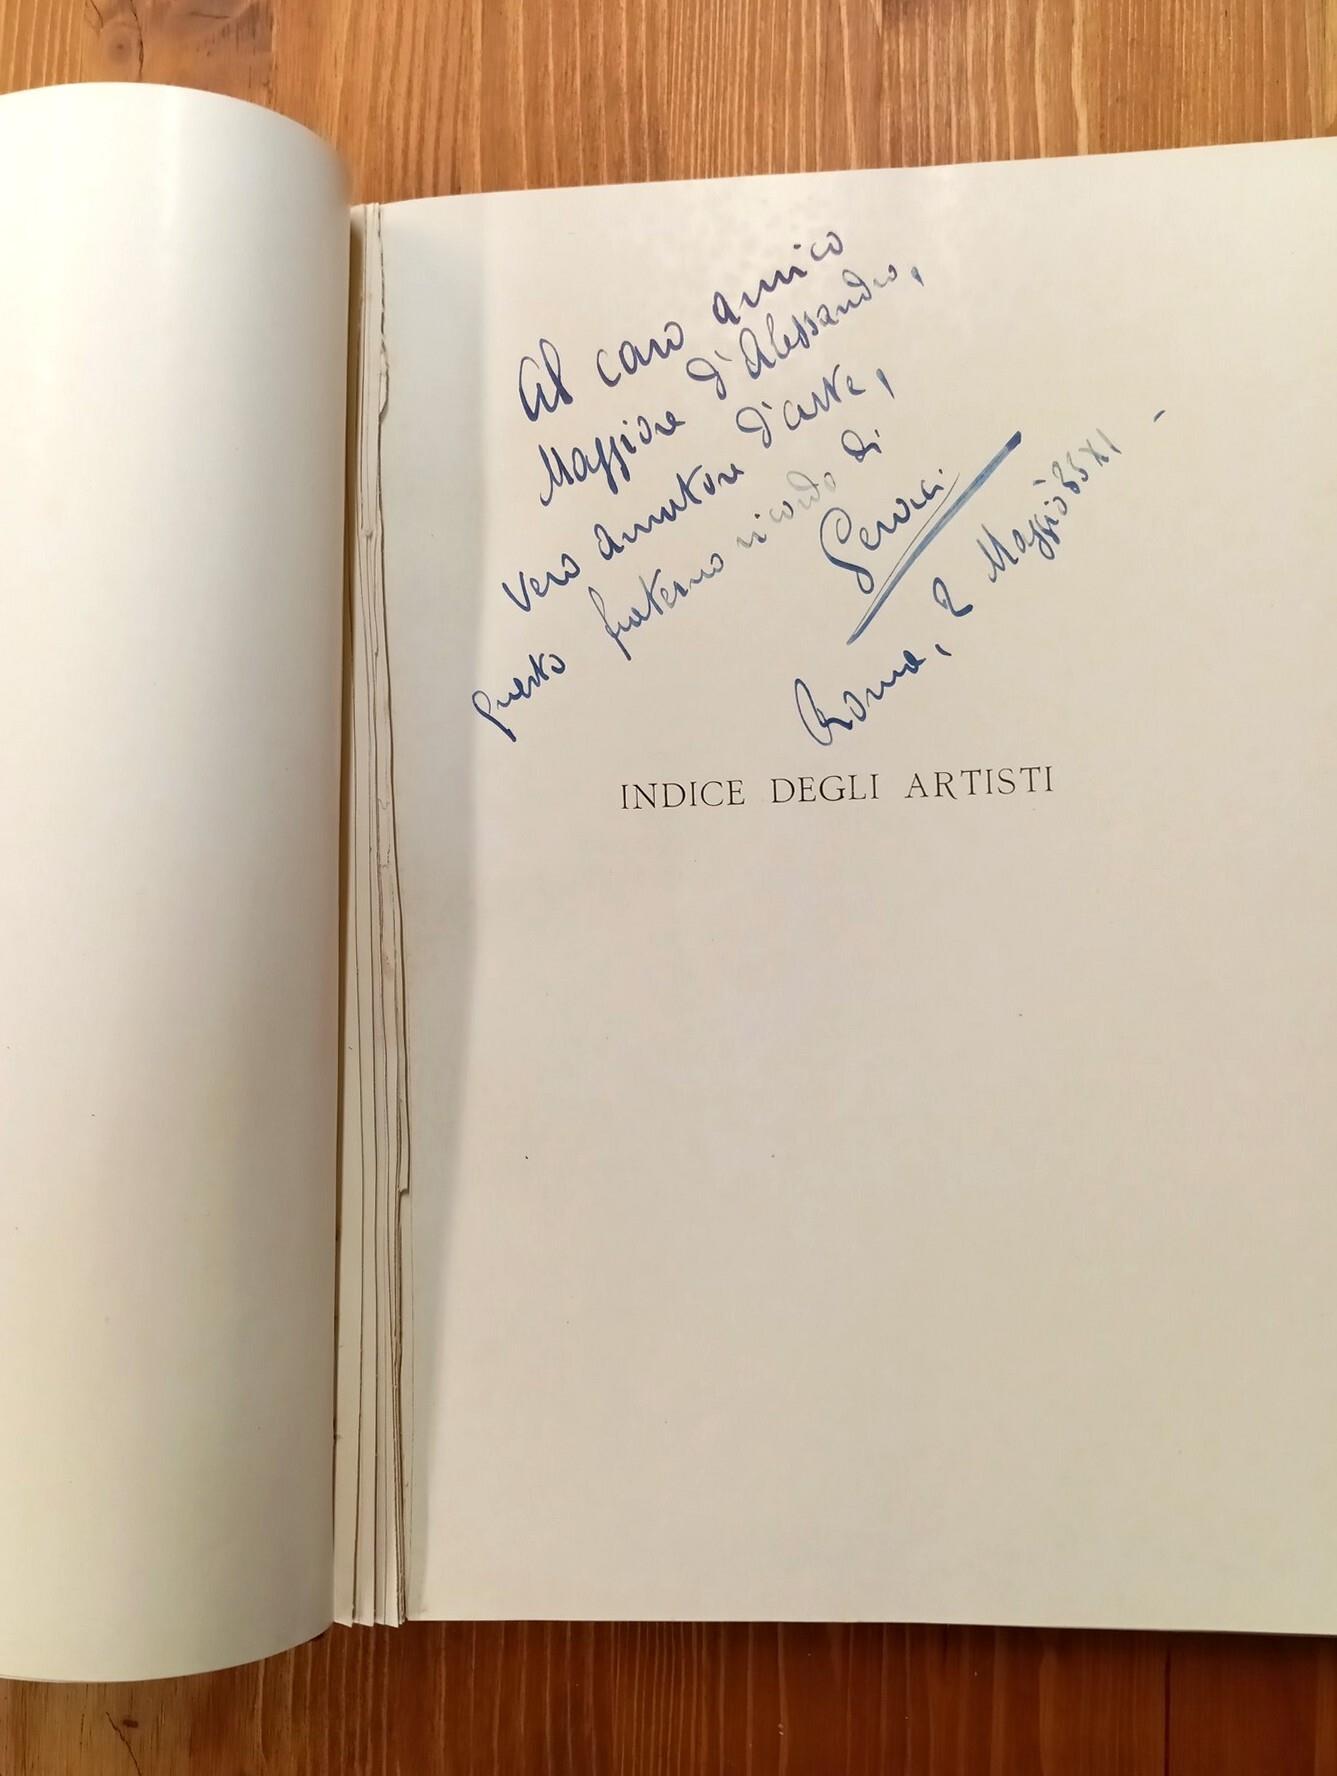 Al caro amico
Maggiore d'Alessandro,
vero amatore d'arte,
questo fraterno ricordo di
Roma, 2 Maggio
INDICE DEGLI ARTISTI